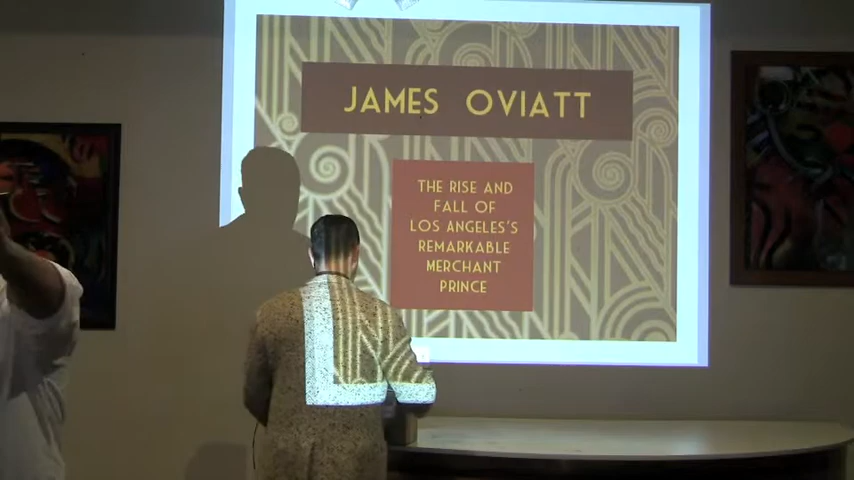 JAMES OVIATT
THE RISE AND
FALL OF
LOS ANGELES'S
REMARKABLE
MERCHANT
PRINCE